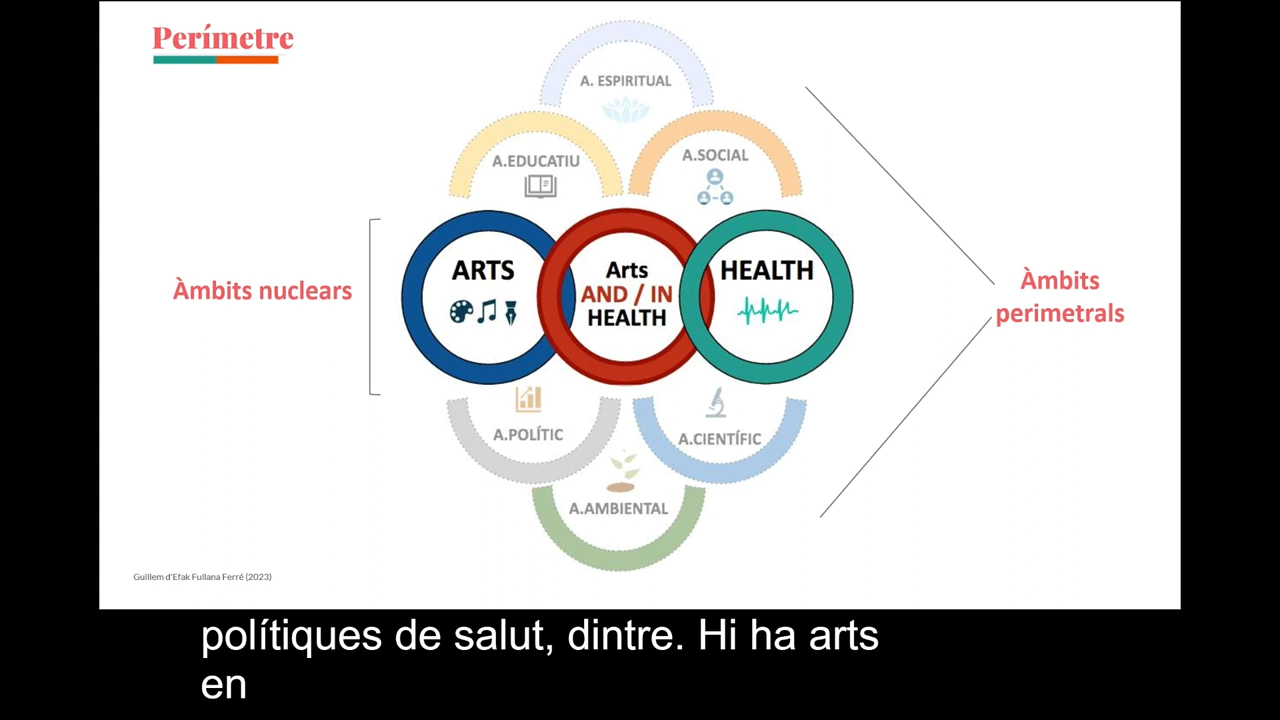 Perímetre
A. ESPIRITUAL
A.EDUCATIU
A.SOCIAL
Àmbits nuclears
ARTS
Arts
AND / IN
HEALTH
HEALTH
Àmbits
perimetrals
A.POLÍTIC
A.CIENTÍFIC
A.AMBIENTAL
Guillem d'Efak Fullana Ferré (2023)
polítiques de salut, dintre. Hi ha arts
en